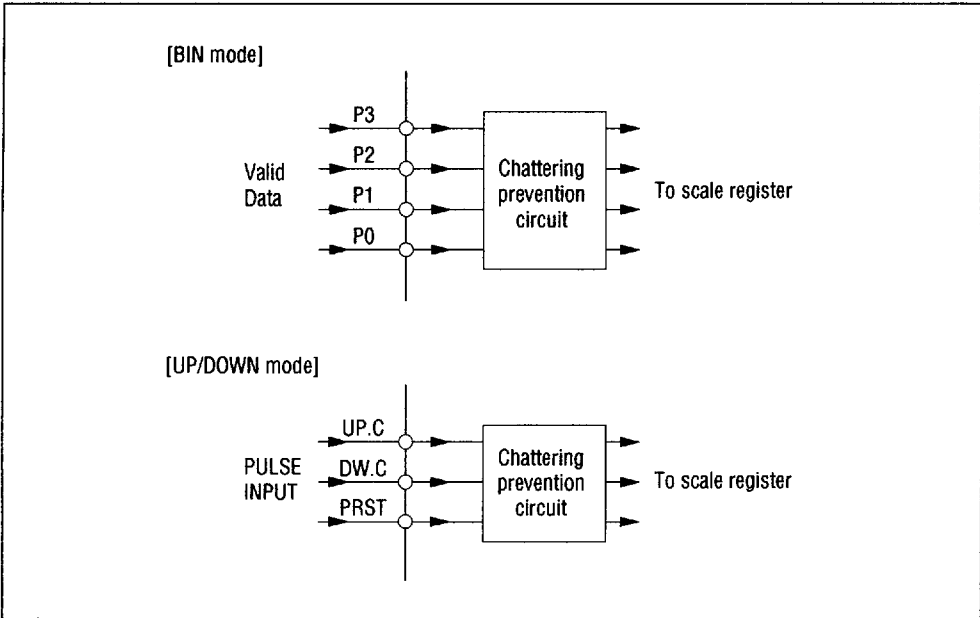 [BIN mode]
P3
P2
P1
P0
Valid
Data
Chattering
prevention
circuit
To scale register
[UP/DOWN mode]
UP.C
DW.C
PRST
PULSE
INPUT
Chattering
prevention
circuit
To scale register